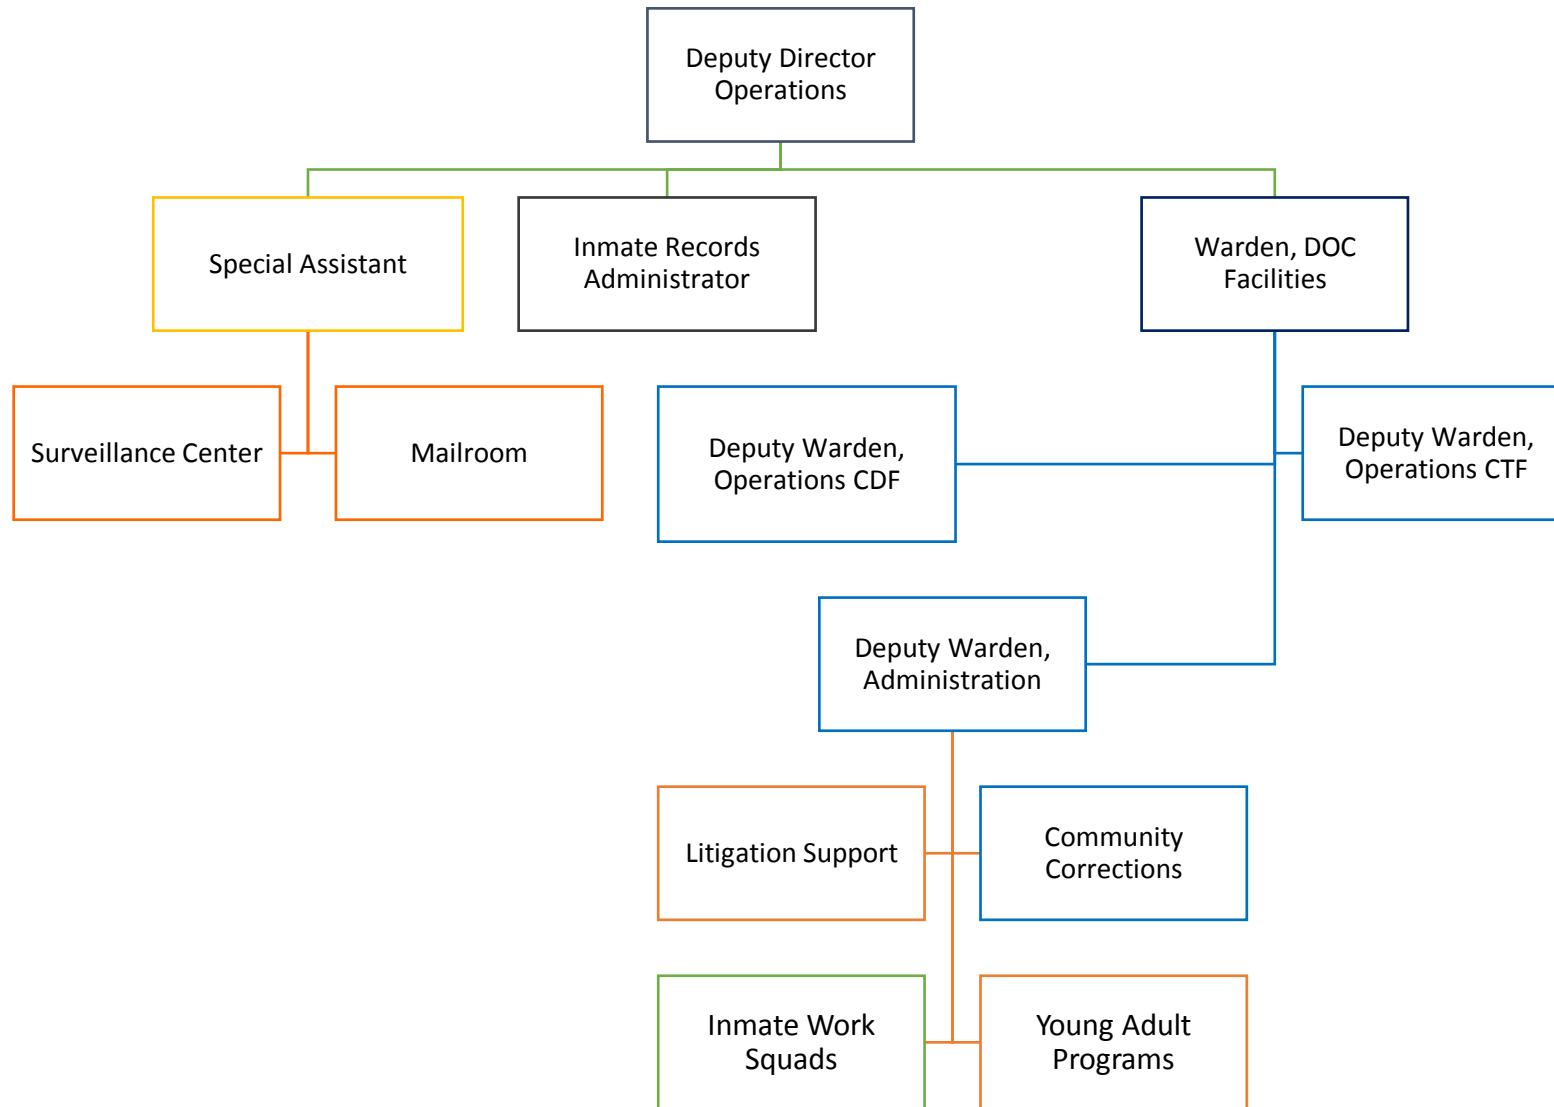 Deputy Director
Operations
Special Assistant
Inmate Records
Administrator
Warden, DOC
Facilities
Surveillance Center
Mailroom
Deputy Warden,
Operations CDF
Deputy Warden,
Operations CTF
Deputy Warden,
Administration
Litigation Support
Community
Corrections
Inmate Work
Squads
Young Adult
Programs